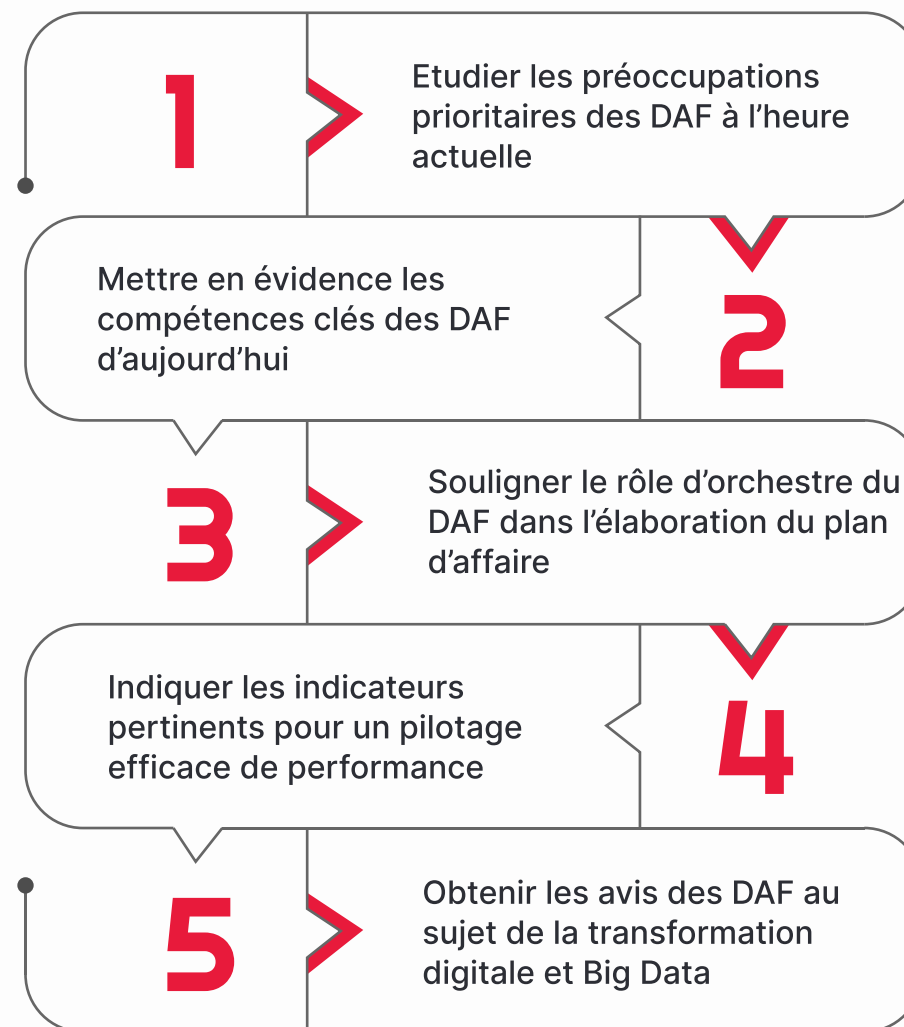 1
Etudier les préoccupations
prioritaires des DAF à l’heure
actuelle
Mettre en évidence les
compétences clés des DAF
d’aujourd’hui
2
3
Souligner le rôle d’orchestre du
DAF dans l’élaboration du plan
d’affaire
Indiquer les indicateurs
pertinents pour un pilotage
efficace de performance
4
5
Obtenir les avis des DAF au
sujet de la transformation
digitale et Big Data